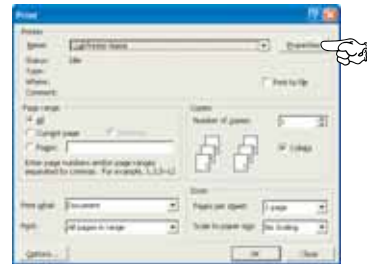 Print
Printer
Name: Printer Name Properties
Status: Idle
Type:
Where:
Comment: Print to file
Page range
All
Current page
Pages:
Enter page numbers and/or page ranges
separated by commas. For example, 1,3,5-12
Copies
Number of copies:
Collate
Print what: Document
Print: All pages in range
Zoom
Pages per sheet: 1 page
Scale to paper size: No Scaling
Options... OK Close